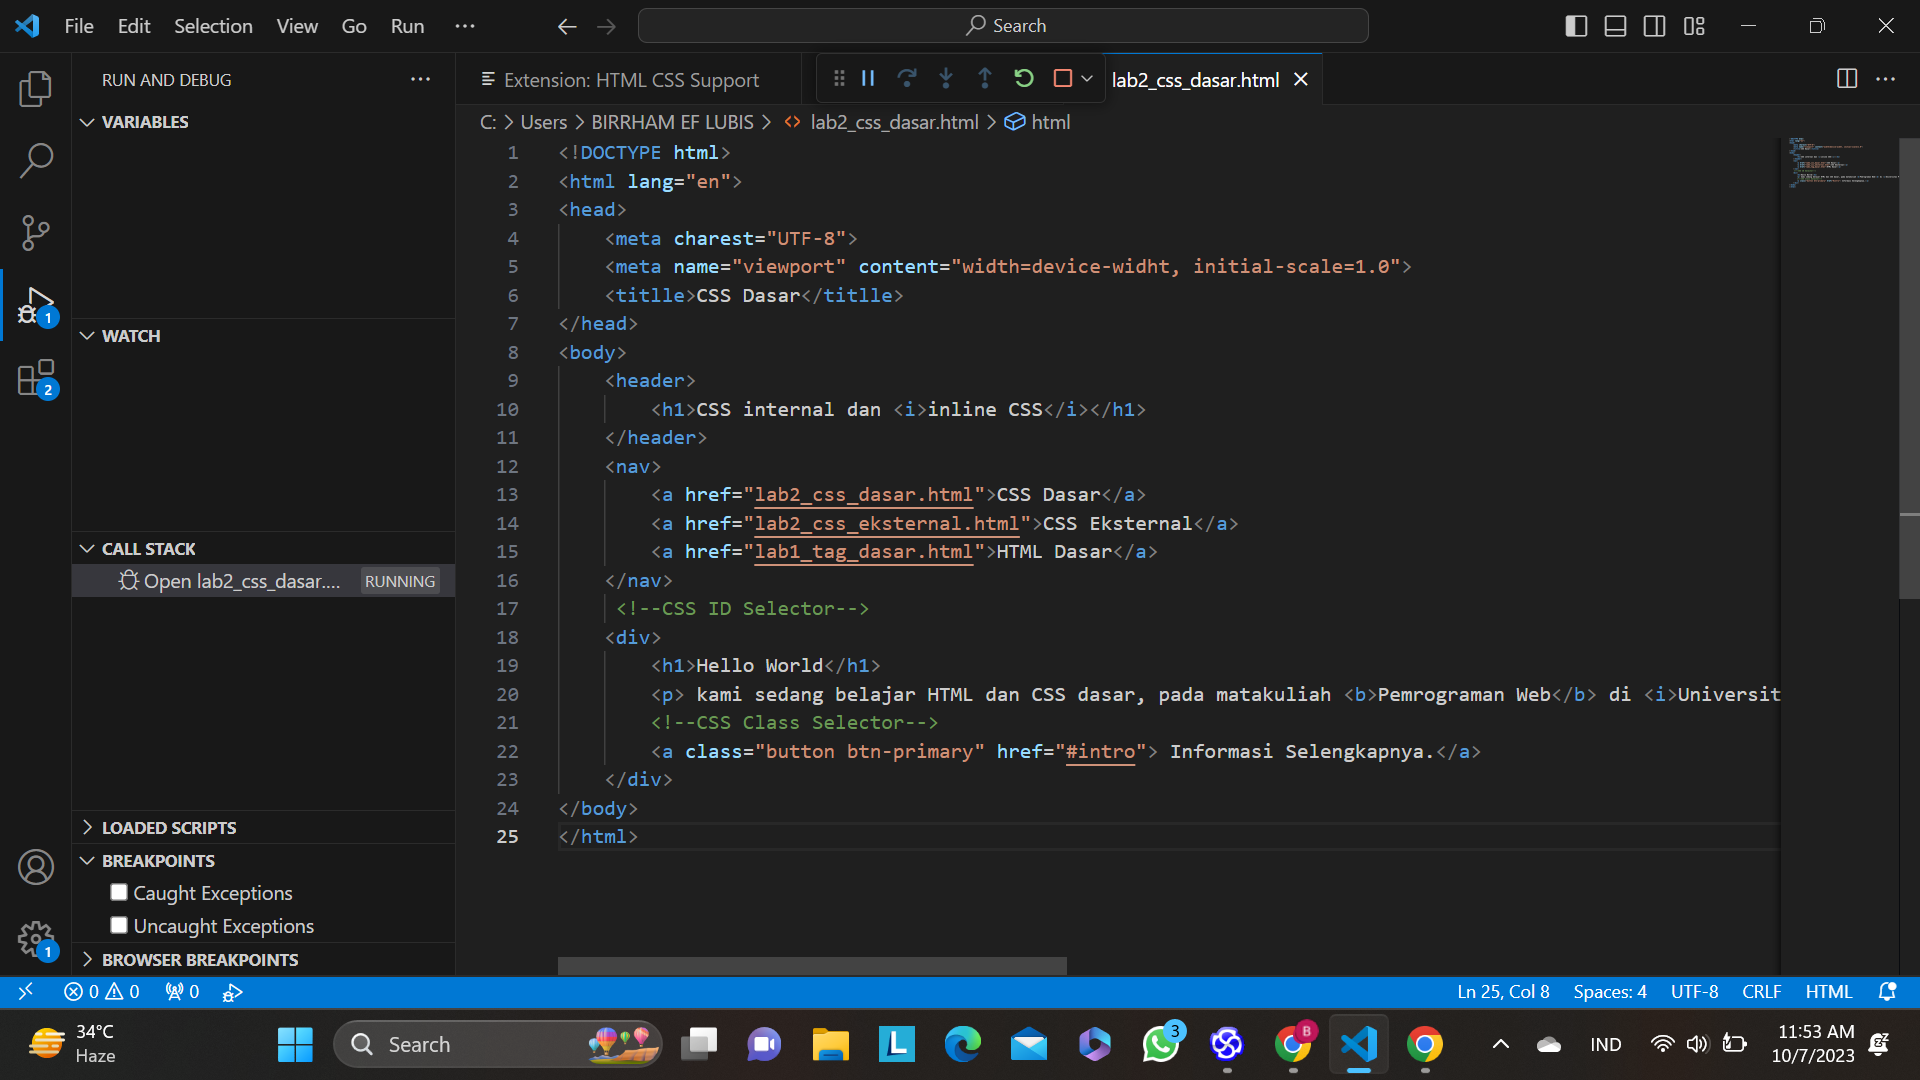 File Edit Selection View Go Run ···
Search
RUN AND DEBUG ···
Extension: HTML CSS Support
lab2_css_dasar.html
C: > Users > BIRRHAM EF LUBIS > lab2_css_dasar.html > html
VARIABLES
WATCH
CALL STACK
Open lab2_css_dasar.... RUNNING
LOADED SCRIPTS
BREAKPOINTS
Caught Exceptions
Uncaught Exceptions
BROWSER BREAKPOINTS
1
2
1
1 <!DOCTYPE html>
2 <html lang="en">
3 <head>
4     <meta charest="UTF-8">
5     <meta name="viewport" content="width=device-widht, initial-scale=1.0">
6     <titlle>CSS Dasar</titlle>
7 </head>
8 <body>
9     <header>
10         <h1>CSS internal dan <i>inline CSS</i></h1>
11     </header>
12     <nav>
13         <a href="lab2_css_dasar.html">CSS Dasar</a>
14         <a href="lab2_css_eksternal.html">CSS Eksternal</a>
15         <a href="lab1_tag_dasar.html">HTML Dasar</a>
16     </nav>
17      <!--CSS ID Selector-->
18     <div>
19         <h1>Hello World</h1>
20         <p> kami sedang belajar HTML dan CSS dasar, pada matakuliah <b>Pemrograman Web</b> di <i>Universit
21         <!--CSS Class Selector-->
22         <a class="button btn-primary" href="#intro"> Informasi Selengkapnya.</a>
23     </div>
24 </body>
25 </html>
0 0 0
Ln 25, Col 8 Spaces: 4 UTF-8 CRLF HTML
34°C
Haze
Search
L
3
B
IND
11:53 AM
10/7/2023